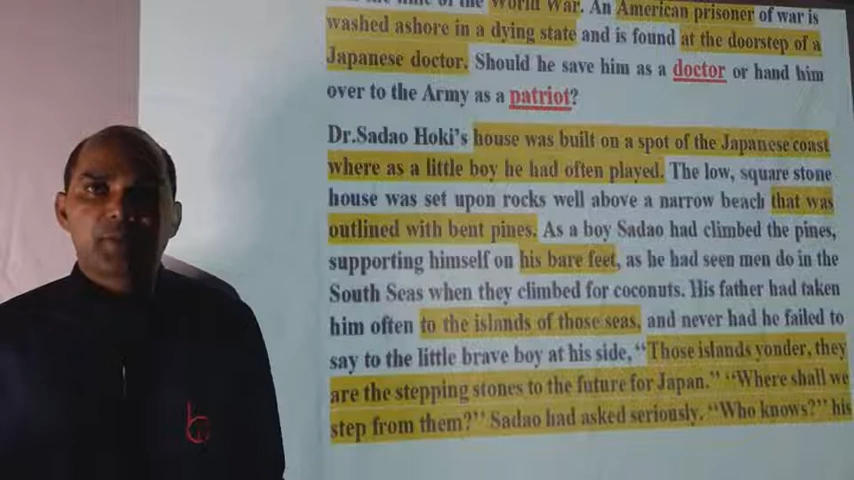 World War. An American prisoner of war is
washed ashore in a dying state and is found at the doorstep of a
Japanese doctor. Should he save him as a doctor or hand him
over to the Army as a patriot?
Dr.Sadao Hoki's house was built on a spot of the Japanese coast
where as a little boy he had often played. The low, square stone
house was set upon rocks well above a narrow beach that was
outlined with bent pines. As a boy Sadao had climbed the pines,
supporting himself on his bare feet, as he had seen men do in the
South Seas when they climbed for coconuts. His father had taken
him often to the islands of those seas, and never had he failed to
say to the little brave boy at his side, “Those islands yonder, they
are the stepping stones to the future for Japan.” “Where shall we
step from them?” Sadao had asked seriously. “Who knows?” his